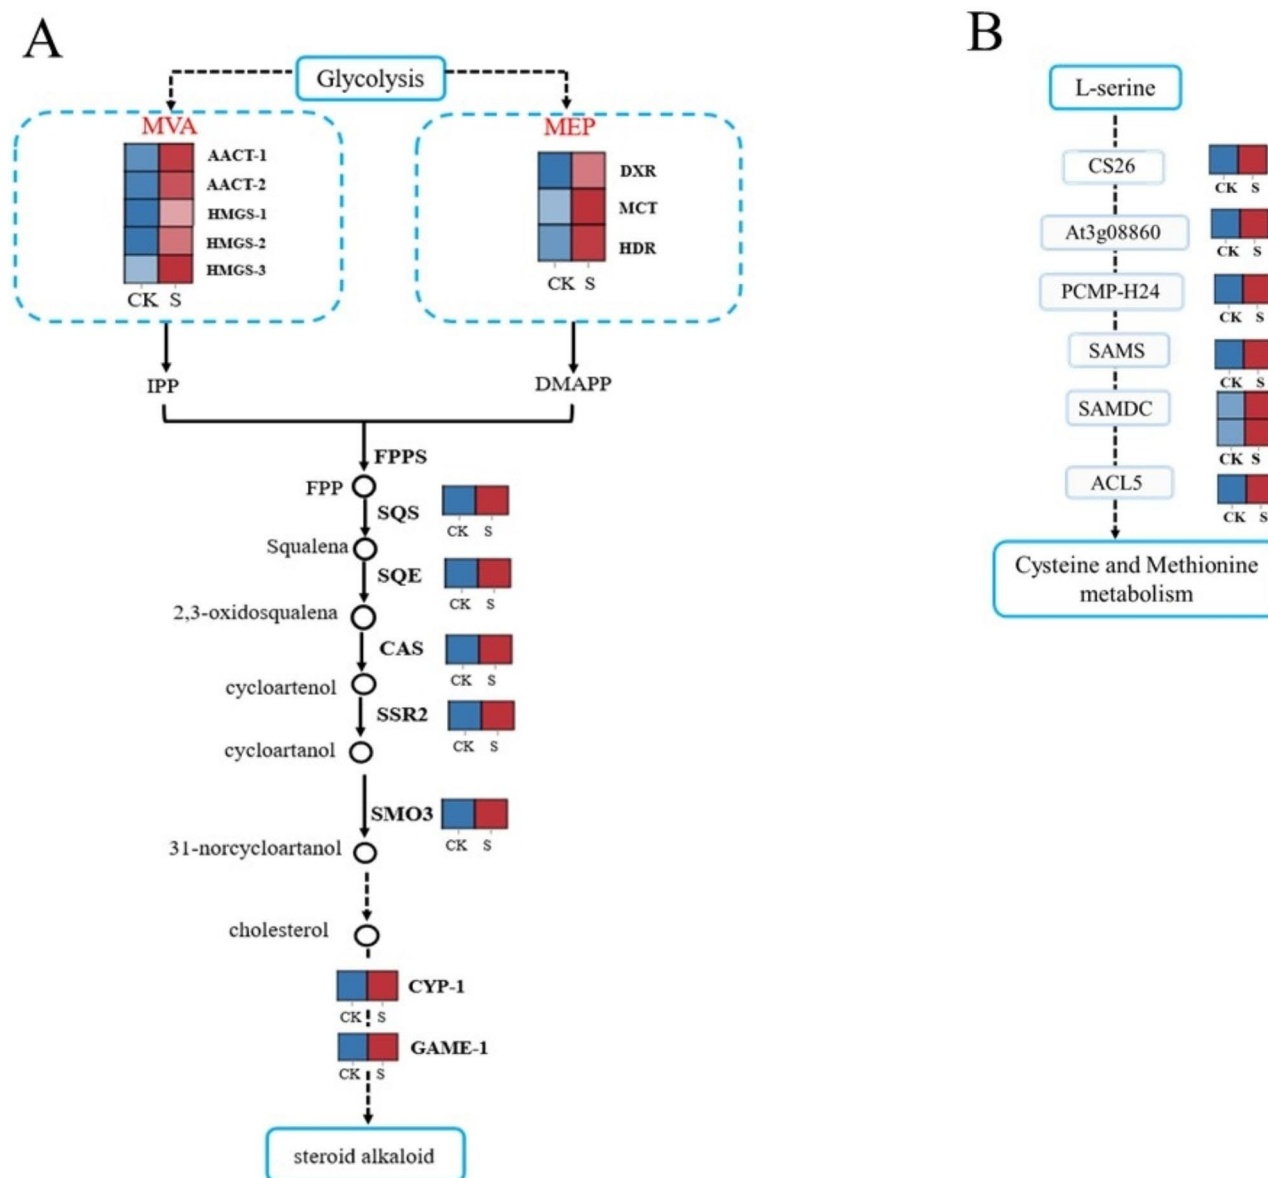 A
Glycolysis
MVA
AACT-1
AACT-2
HMGS-1
HMGS-2
HMGS-3
CK S
MEP
DXR
MCT
HDR
CK S
IPP
DMAPP
FPPS
FPP
SQS
CK S
Squalena
SQE
CK S
2,3-oxidosqualena
CAS
CK S
cycloartenol
SSR2
CK S
cycloartanol
SMO3
CK S
31-norcycloartanol
cholesterol
CYP-1
CK S
GAME-1
CK S
steroid alkaloid
B
L-serine
CS26
CK S
At3g08860
CK S
PCMP-H24
CK S
SAMS
CK S
SAMDC
CK S
ACL5
CK S
Cysteine and Methionine
metabolism